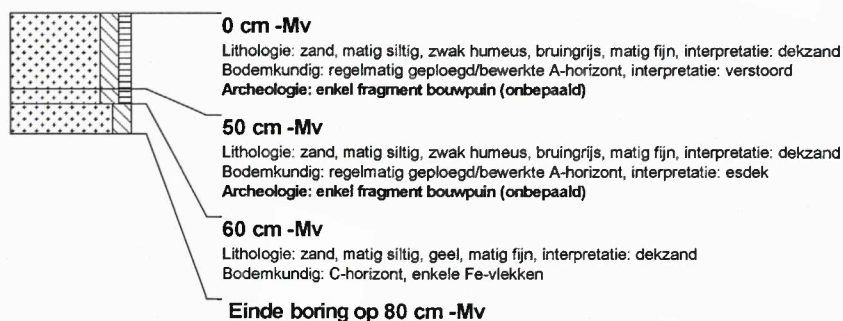 0 cm -Mv
Lithologie: zand, matig siltig, zwak humeus, bruingrijs, matig fijn, interpretatie: dekzand
Bodemkundig: regelmatig geploegd/bewerkte A-horizont, interpretatie: verstoord
Archeologie: enkel fragment bouwpuin (onbepaald)
50 cm -Mv
Lithologie: zand, matig siltig, zwak humeus, bruingrijs, matig fijn, interpretatie: dekzand
Bodemkundig: regelmatig geploegd/bewerkte A-horizont, interpretatie: esdek
Archeologie: enkel fragment bouwpuin (onbepaald)
60 cm -Mv
Lithologie: zand, matig siltig, geel, matig fijn, interpretatie: dekzand
Bodemkundig: C-horizont, enkele Fe-vlekken
Einde boring op 80 cm -Mv